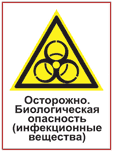 Осторожно.
Биологическая
опасность
(инфекционные
вещества)